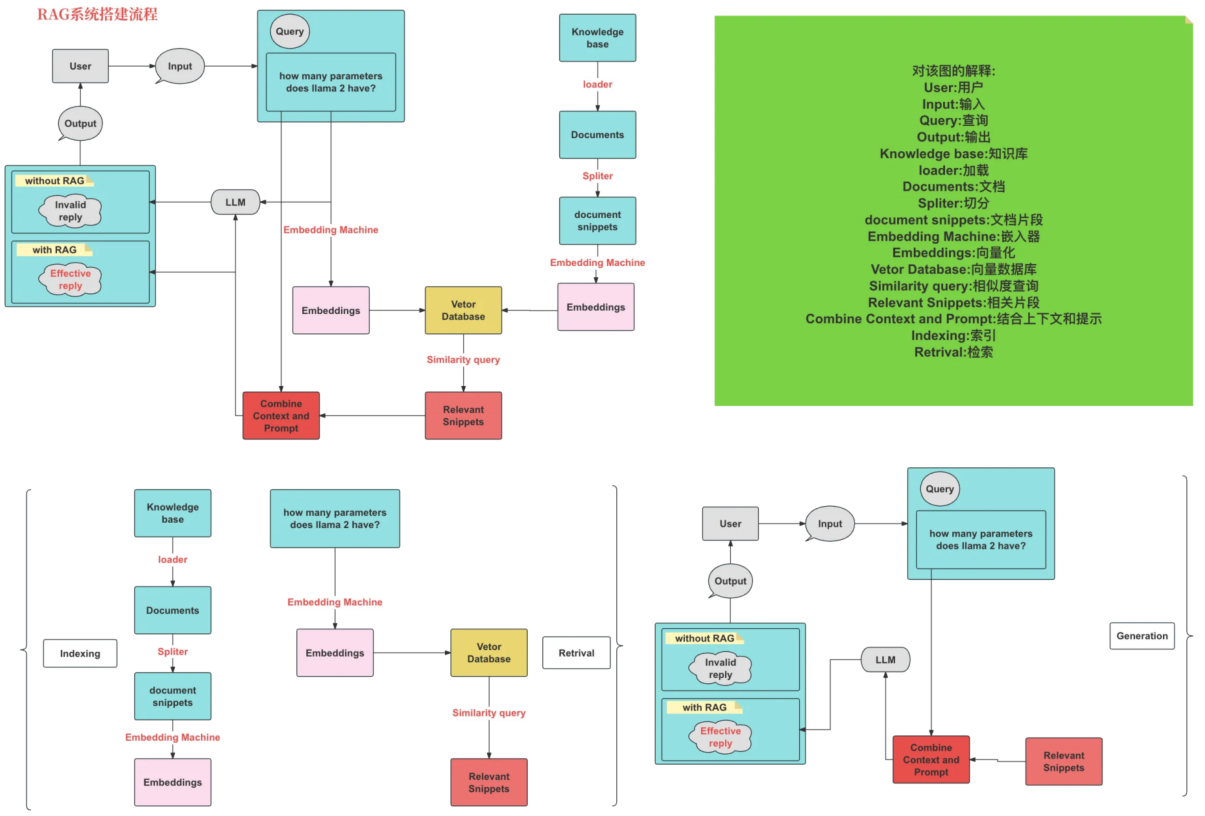 RAG系统搭建流程
Query
how many parameters
does llama 2 have?
User
Input
Output
without RAG
Invalid
reply
with RAG
Effective
reply
LLM
Embedding Machine
Embeddings
Vetor
Database
Similarity query
Relevant
Snippets
Combine
Context and
Prompt
Knowledge
base
loader
Documents
Spliter
document
snippets
Embedding Machine
Embeddings
对该图的解释:
User:用户
Input:输入
Query:查询
Output:输出
Knowledge base:知识库
loader:加载
Documents:文档
Spliter:切分
document snippets:文档片段
Embedding Machine:嵌入器
Embeddings:向量化
Vetor Database:向量数据库
Similarity query:相似度查询
Relevant Snippets:相关片段
Combine Context and Prompt:结合上下文和提示
Indexing:索引
Retrival:检索
Indexing
Knowledge
base
loader
Documents
Spliter
document
snippets
Embedding Machine
Embeddings
how many parameters
does llama 2 have?
Embedding Machine
Embeddings
Vetor
Database
Similarity query
Relevant
Snippets
Retrival
Query
how many parameters
does llama 2 have?
User
Input
Output
without RAG
Invalid
reply
with RAG
Effective
reply
LLM
Combine
Context and
Prompt
Relevant
Snippets
Generation